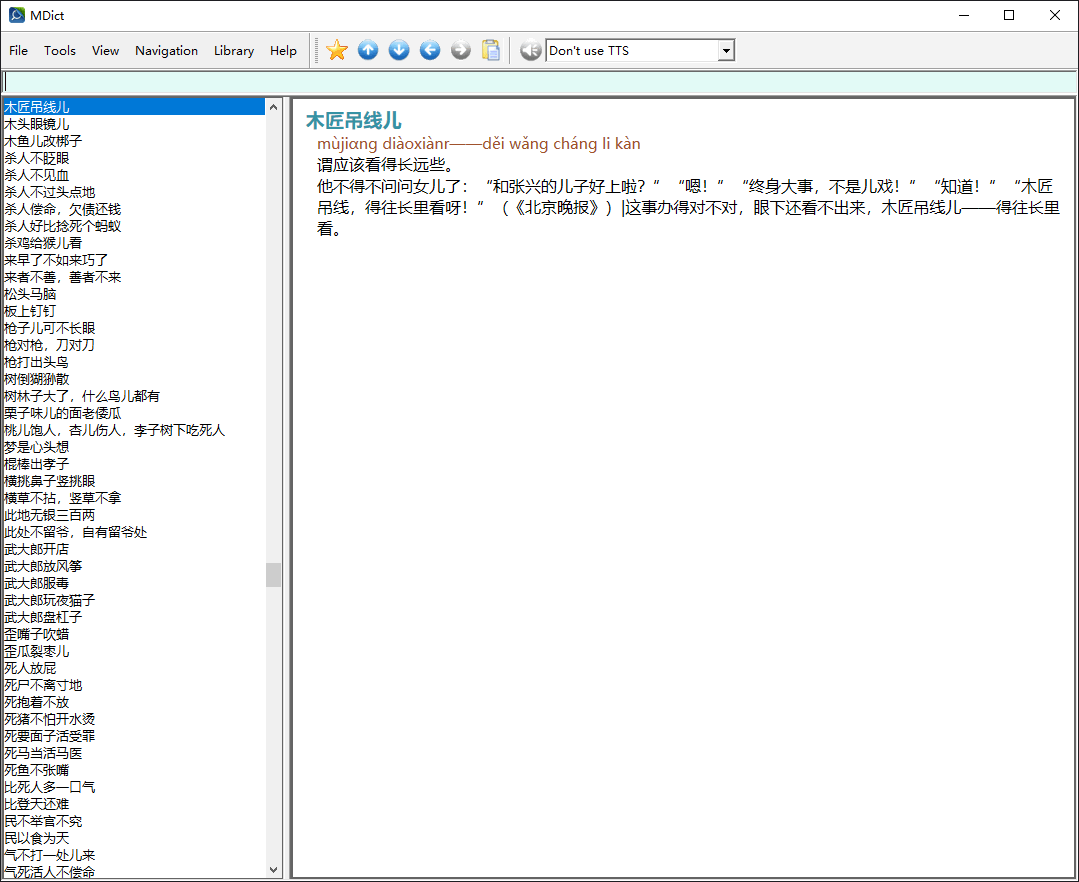 MDict
File Tools View Navigation Library Help Don't use TTS
木匠吊线儿
木头眼镜儿
木鱼儿改梆子
杀人不眨眼
杀人不见血
杀人不过头点地
杀人偿命，欠债还钱
杀人好比捻死个蚂蚁
杀鸡给猴儿看
来早了不如来巧了
来者不善，善者不来
松头马脑
板上钉钉
枪子儿可不长眼
枪对枪，刀对刀
枪打出头鸟
树倒猢狲散
树林子大了，什么鸟儿都有
栗子味儿的面老倭瓜
桃儿饱人，杏儿伤人，李子树下吃死人
梦是心头想
棍棒出孝子
横挑鼻子竖挑眼
横草不拈，竖草不拿
此地无银三百两
此处不留爷，自有留爷处
武大郎开店
武大郎放风筝
武大郎服毒
武大郎玩夜猫子
武大郎盘杠子
歪嘴子吹蜡
歪瓜裂枣儿
死人放屁
死尸不离寸地
死抱着不放
死猪不怕开水烫
死要面子活受罪
死马当活马医
死鱼不张嘴
比死人多一口气
比登天还难
民不举官不究
民以食为天
气不打一处儿来
气死活人不偿命
木匠吊线儿
mùjiɑng diàoxiànr——děi wǎng cháng li kàn
谓应该看得长远些。
他不得不问问女儿了：“和张兴的儿子好上啦？”“嗯！”“终身大事，不是儿戏！”“知道！”“木匠
吊线，得往长里看呀！”（《北京晚报》）|这事办得对不对，眼下还看不出来，木匠吊线儿——得往长里
看。